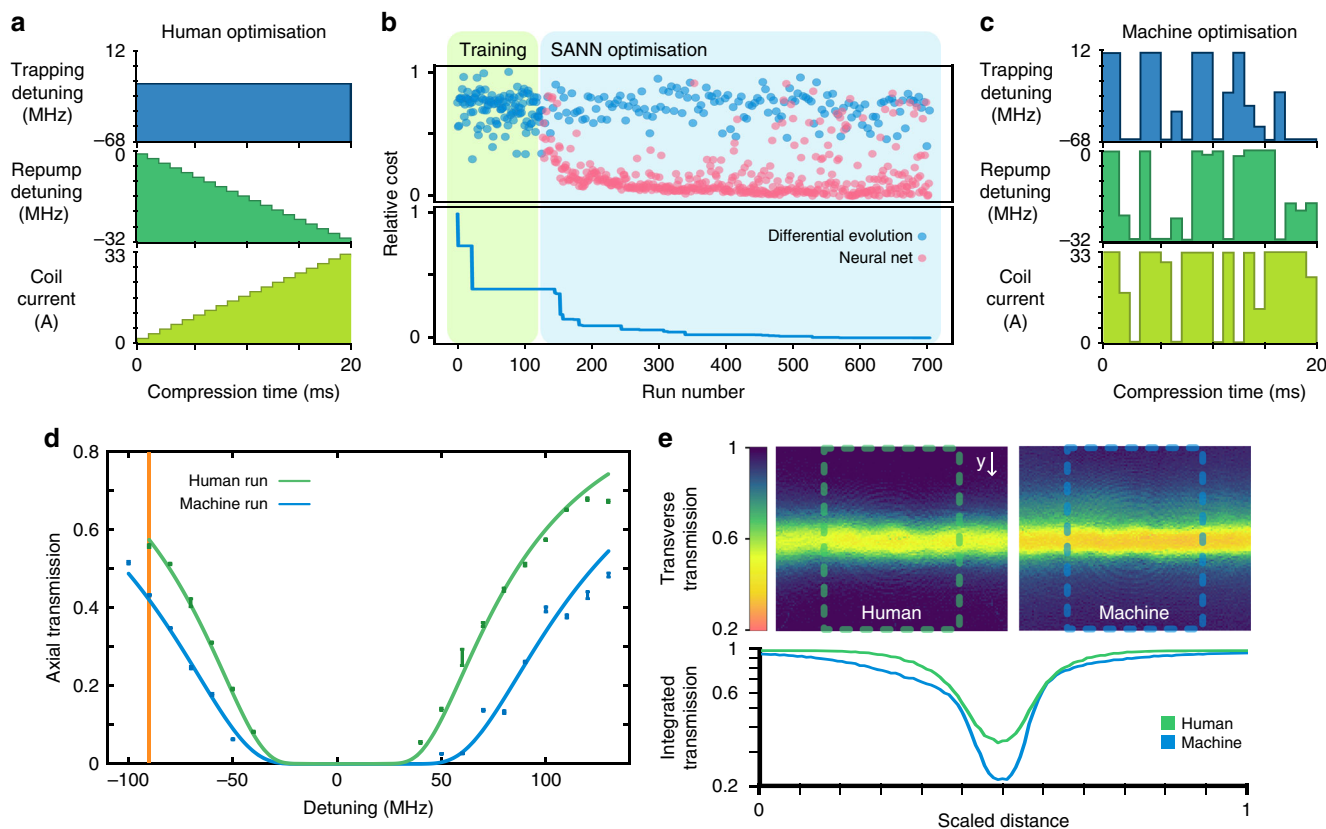 a
Human optimisation
Trapping
detuning
(MHz)
12
−68
Repump
detuning
(MHz)
0
−32
Coil
current
(A)
33
0
0 20
Compression time (ms)
b
Training SANN optimisation
Relative cost
1
0
1
0
Differential evolution
Neural net
0 100 200 300 400 500 600 700
Run number
c
Machine optimisation
Trapping
detuning
(MHz)
12
−68
Repump
detuning
(MHz)
0
−32
Coil
current
(A)
33
0
0 20
Compression time (ms)
d
Axial transmission
0.8
0.6
0.4
0.2
0
Human run
Machine run
−100 −50 0 50 100
Detuning (MHz)
e
Transverse
transmission
1
0.6
0.2
y↓
Human
Machine
Integrated
transmission
1
0.6
0.2
Human
Machine
0 1
Scaled distance